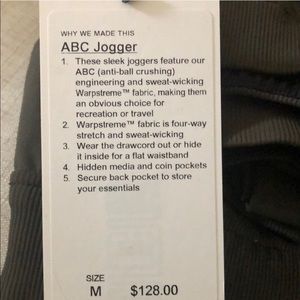 WHY WE MADE THIS
ABC Jogger
1. These sleek joggers feature our
ABC (anti-ball crushing)
engineering and sweat-wicking
Warpstreme™ fabric, making them
an obvious choice for
recreation or travel
2. Warpstreme™ fabric is four-way
stretch and sweat-wicking
3. Wear the drawcord out or hide
it inside for a flat waistband
4. Hidden media and coin pockets
5. Secure back pocket to store
your essentials
SIZE
M $128.00